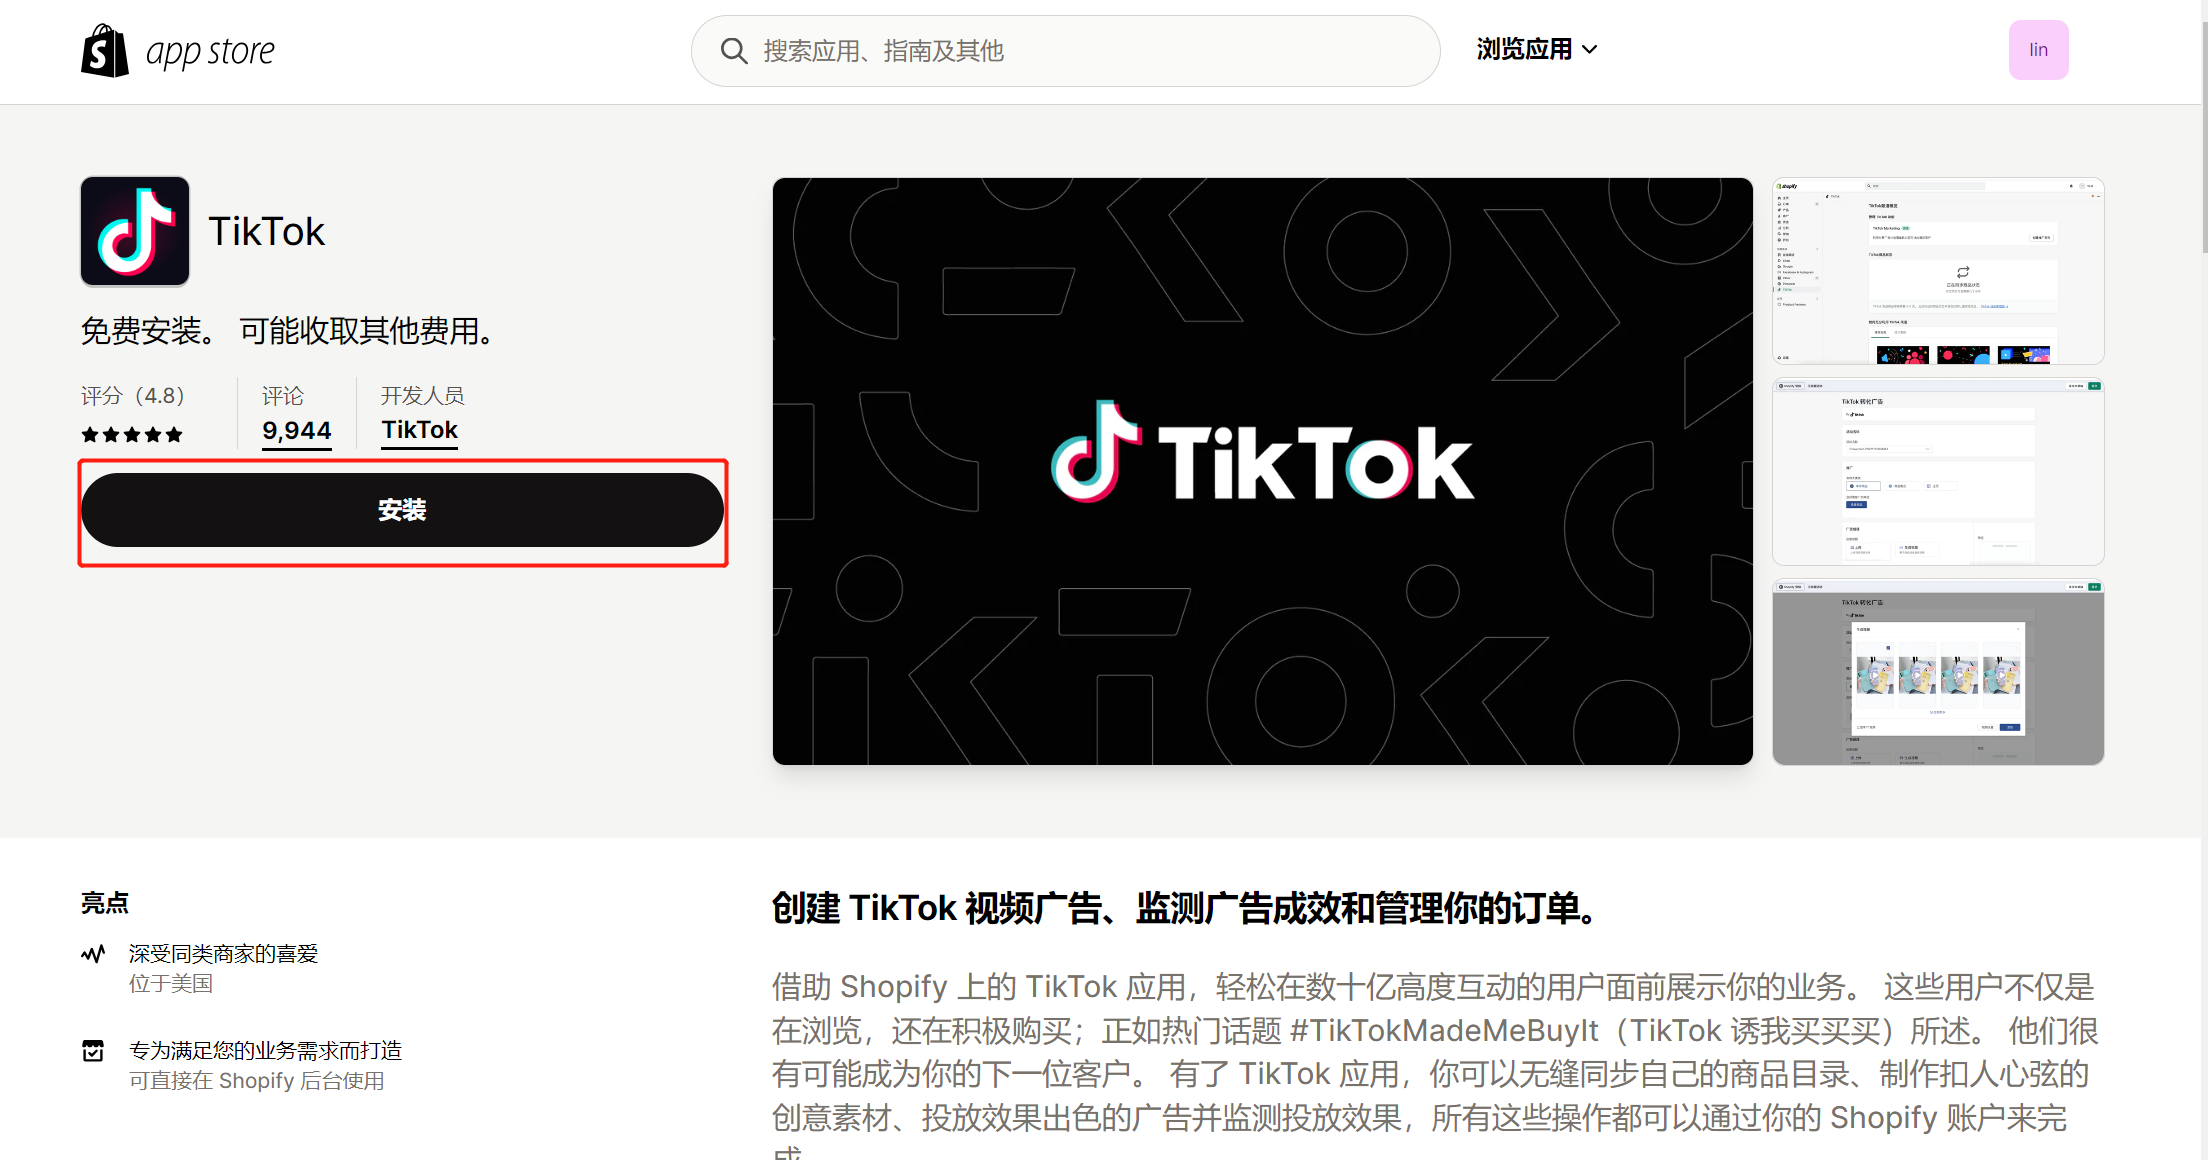 app store
搜索应用、指南及其他
浏览应用
lin
TikTok
免费安装。 可能收取其他费用。
评分（4.8）
评论
9,944
开发人员
TikTok
安装
TikTok
shopify
TikTok 转化广告
TikTok 转化广告
亮点
深受同类商家的喜爱
位于美国
专为满足您的业务需求而打造
可直接在 Shopify 后台使用
创建 TikTok 视频广告、监测广告成效和管理你的订单。
借助 Shopify 上的 TikTok 应用，轻松在数十亿高度互动的用户面前展示你的业务。 这些用户不仅是
在浏览，还在积极购买；正如热门话题 #TikTokMadeMeBuyIt（TikTok 诱我买买买）所述。 他们很
有可能成为你的下一位客户。 有了 TikTok 应用，你可以无缝同步自己的商品目录、制作扣人心弦的
创意素材、投放效果出色的广告并监测投放效果，所有这些操作都可以通过你的 Shopify 账户来完
成